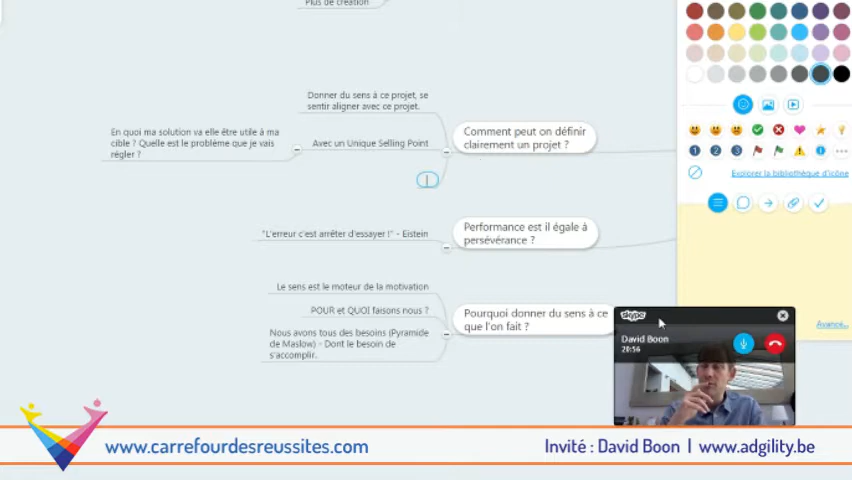 Plus de création
Donner du sens à ce projet, se
sentir aligner avec ce projet.
En quoi ma solution va elle être utile à ma
cible ? Quelle est le problème que je vais
régler ?
Avec un Unique Selling Point
Comment peut on définir
clairement un projet ?
"L'erreur c'est arrêter d'essayer !" - Eistein
Performance est il égale à
persévérance ?
Le sens est le moteur de la motivation
POUR et QUOI faisons nous ?
Nous avons tous des besoins (Pyramide
de Maslow) - Dont le besoin de
s'accomplir.
Pourquoi donner du sens à ce
que l'on fait ?
1 2 3
Explorer la bibliothèque d'icône
Avancé...
skype
David Boon
20:56
www.carrefourdesreussites.com
Invité : David Boon | www.adgility.be